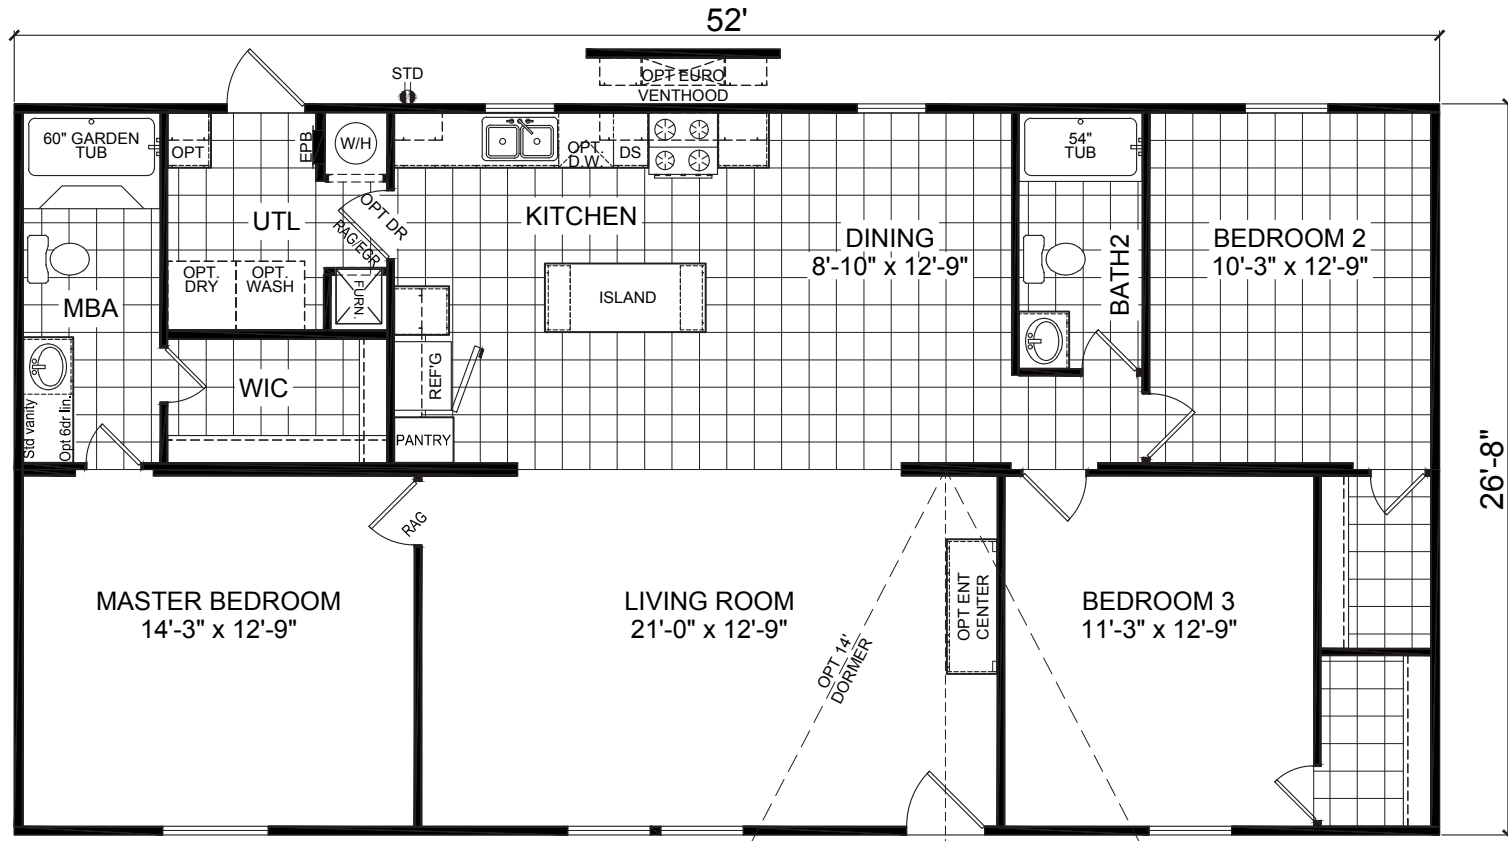 52'
STD
OPT EURO
VENTHOOD
60" GARDEN
TUB
OPT
EPB
W/H
OPT.
D.W.
DS
54"
TUB
UTL
OPT DR
RAG/EGR
KITCHEN
DINING
8'-10" x 12'-9"
BATH2
BEDROOM 2
10'-3" x 12'-9"
OPT.
DRY
OPT.
WASH
FURN.
ISLAND
MBA
WIC
REF'G
PANTRY
Std vanity
Opt 6dr lin.
26'-8"
RAG
MASTER BEDROOM
14'-3" x 12'-9"
LIVING ROOM
21'-0" x 12'-9"
OPT 14'
DORMER
OPT ENT
CENTER
BEDROOM 3
11'-3" x 12'-9"